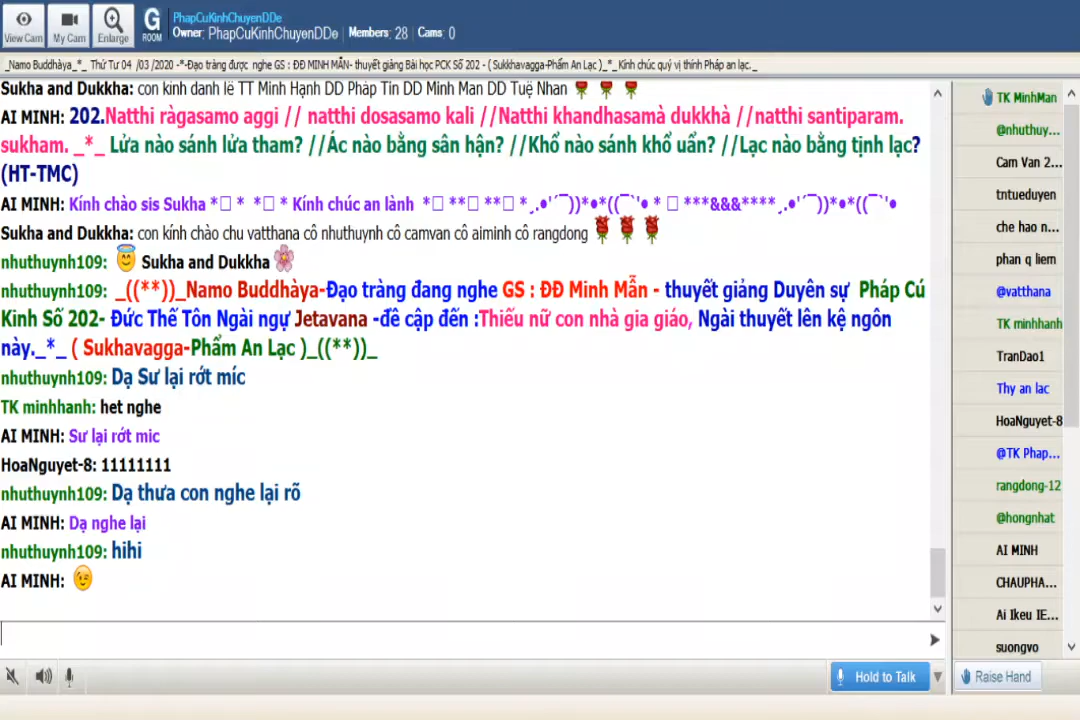 View Cam
My Cam
Enlarge
G
ROOM
PhapCuKinhChuyenDDe
Owner: PhapCuKinhChuyenDDe | Members: 28 | Cams: 0
_Namo Buddhàya_*_ Thứ Tư 04 /03 /2020 -*-Đạo tràng được nghe GS : ĐĐ MINH MẪN- thuyết giảng Bài học PCK Số 202 - ( Sukkhavagga-Phẩm An Lạc )_*_Kính chúc quý vị thính Pháp an lạc._
Sukha and Dukkha: con kinh danh lê TT Minh Hạnh DD Pháp Tin DD Minh Man DD Tuệ Nhan
AI MINH: 202.Natthi ràgasamo aggi // natthi dosasamo kali //Natthi khandhasamà dukkhà //natthi santiparam.
sukham. _*_ Lửa nào sánh lửa tham? //Ác nào bằng sân hận? //Khổ nào sánh khổ uẩn? //Lạc nào bằng tịnh lạc?
(HT-TMC)
AI MINH: Kính chào sis Sukha *□ * *□ * Kính chúc an lành *□ **□ **□ *¸.•'´¯))*•*((¯`'• * □ ***&&&****¸.•'´¯))*•*((¯`'•
Sukha and Dukkha: con kính chào chu vatthana cô nhuthuynh cô camvan cô aiminh cô rangdong
nhuthuynh109: Sukha and Dukkha
nhuthuynh109: _((**))_Namo Buddhàya-Đạo tràng đang nghe GS : ĐĐ Minh Mẫn - thuyết giảng Duyên sự Pháp Cú
Kinh Số 202- Đức Thế Tôn Ngài ngự Jetavana -đề cập đến :Thiếu nữ con nhà gia giáo, Ngài thuyết lên kệ ngôn
này._*_ ( Sukhavagga-Phẩm An Lạc )_((**))_
nhuthuynh109: Dạ Sư lại rớt míc
TK minhhanh: het nghe
AI MINH: Sư lại rớt mic
HoaNguyet-8: 11111111
nhuthuynh109: Dạ thưa con nghe lại rõ
AI MINH: Dạ nghe lại
nhuthuynh109: hihi
AI MINH:
TK MinhMan
@nhuthuy...
Cam Van 2...
tntueduyen
che hao n...
phan q liem
@vatthana
TK minhhanh
TranDao1
Thy an lac
HoaNguyet-8
@TK Phap...
rangdong-12
@hongnhat
AI MINH
CHAUPHA...
Ai Ikeu IE...
suongvo
Hold to Talk
Raise Hand